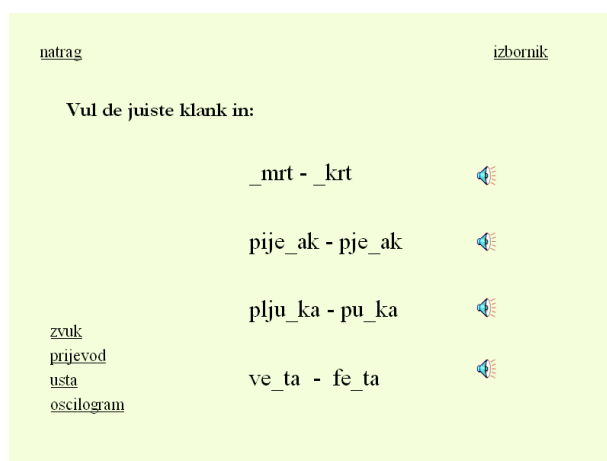 natrag
izbornik
Vul de juiste klank in:
_mrt - _krt
pije_ak - pje_ak
plju_ka - pu_ka
ve_ta - fe_ta
zvuk
prijevod
usta
oscilogram